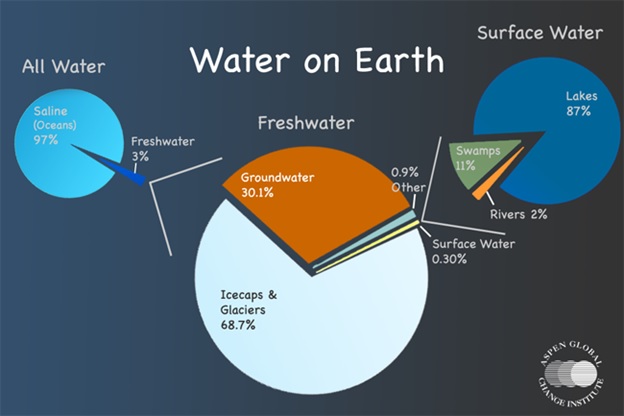 Water on Earth
All Water
Saline
(Oceans)
97%
Freshwater
3%
Freshwater
Groundwater
30.1%
0.9%
Other
Surface Water
0.30%
Icecaps &
Glaciers
68.7%
Surface Water
Lakes
87%
Swamps
11%
Rivers 2%
ASPEN GLOBAL
CHANGE INSTITUTE